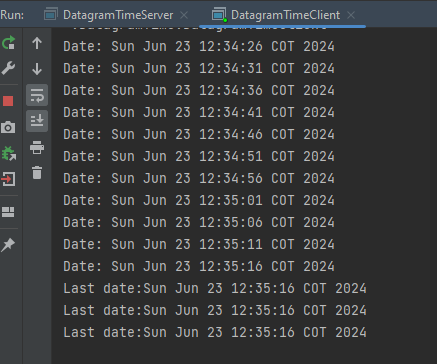 Run: DatagramTimeServer × DatagramTimeClient ×
Date: Sun Jun 23 12:34:26 COT 2024
Date: Sun Jun 23 12:34:31 COT 2024
Date: Sun Jun 23 12:34:36 COT 2024
Date: Sun Jun 23 12:34:41 COT 2024
Date: Sun Jun 23 12:34:46 COT 2024
Date: Sun Jun 23 12:34:51 COT 2024
Date: Sun Jun 23 12:34:56 COT 2024
Date: Sun Jun 23 12:35:01 COT 2024
Date: Sun Jun 23 12:35:06 COT 2024
Date: Sun Jun 23 12:35:11 COT 2024
Date: Sun Jun 23 12:35:16 COT 2024
Last date:Sun Jun 23 12:35:16 COT 2024
Last date:Sun Jun 23 12:35:16 COT 2024
Last date:Sun Jun 23 12:35:16 COT 2024